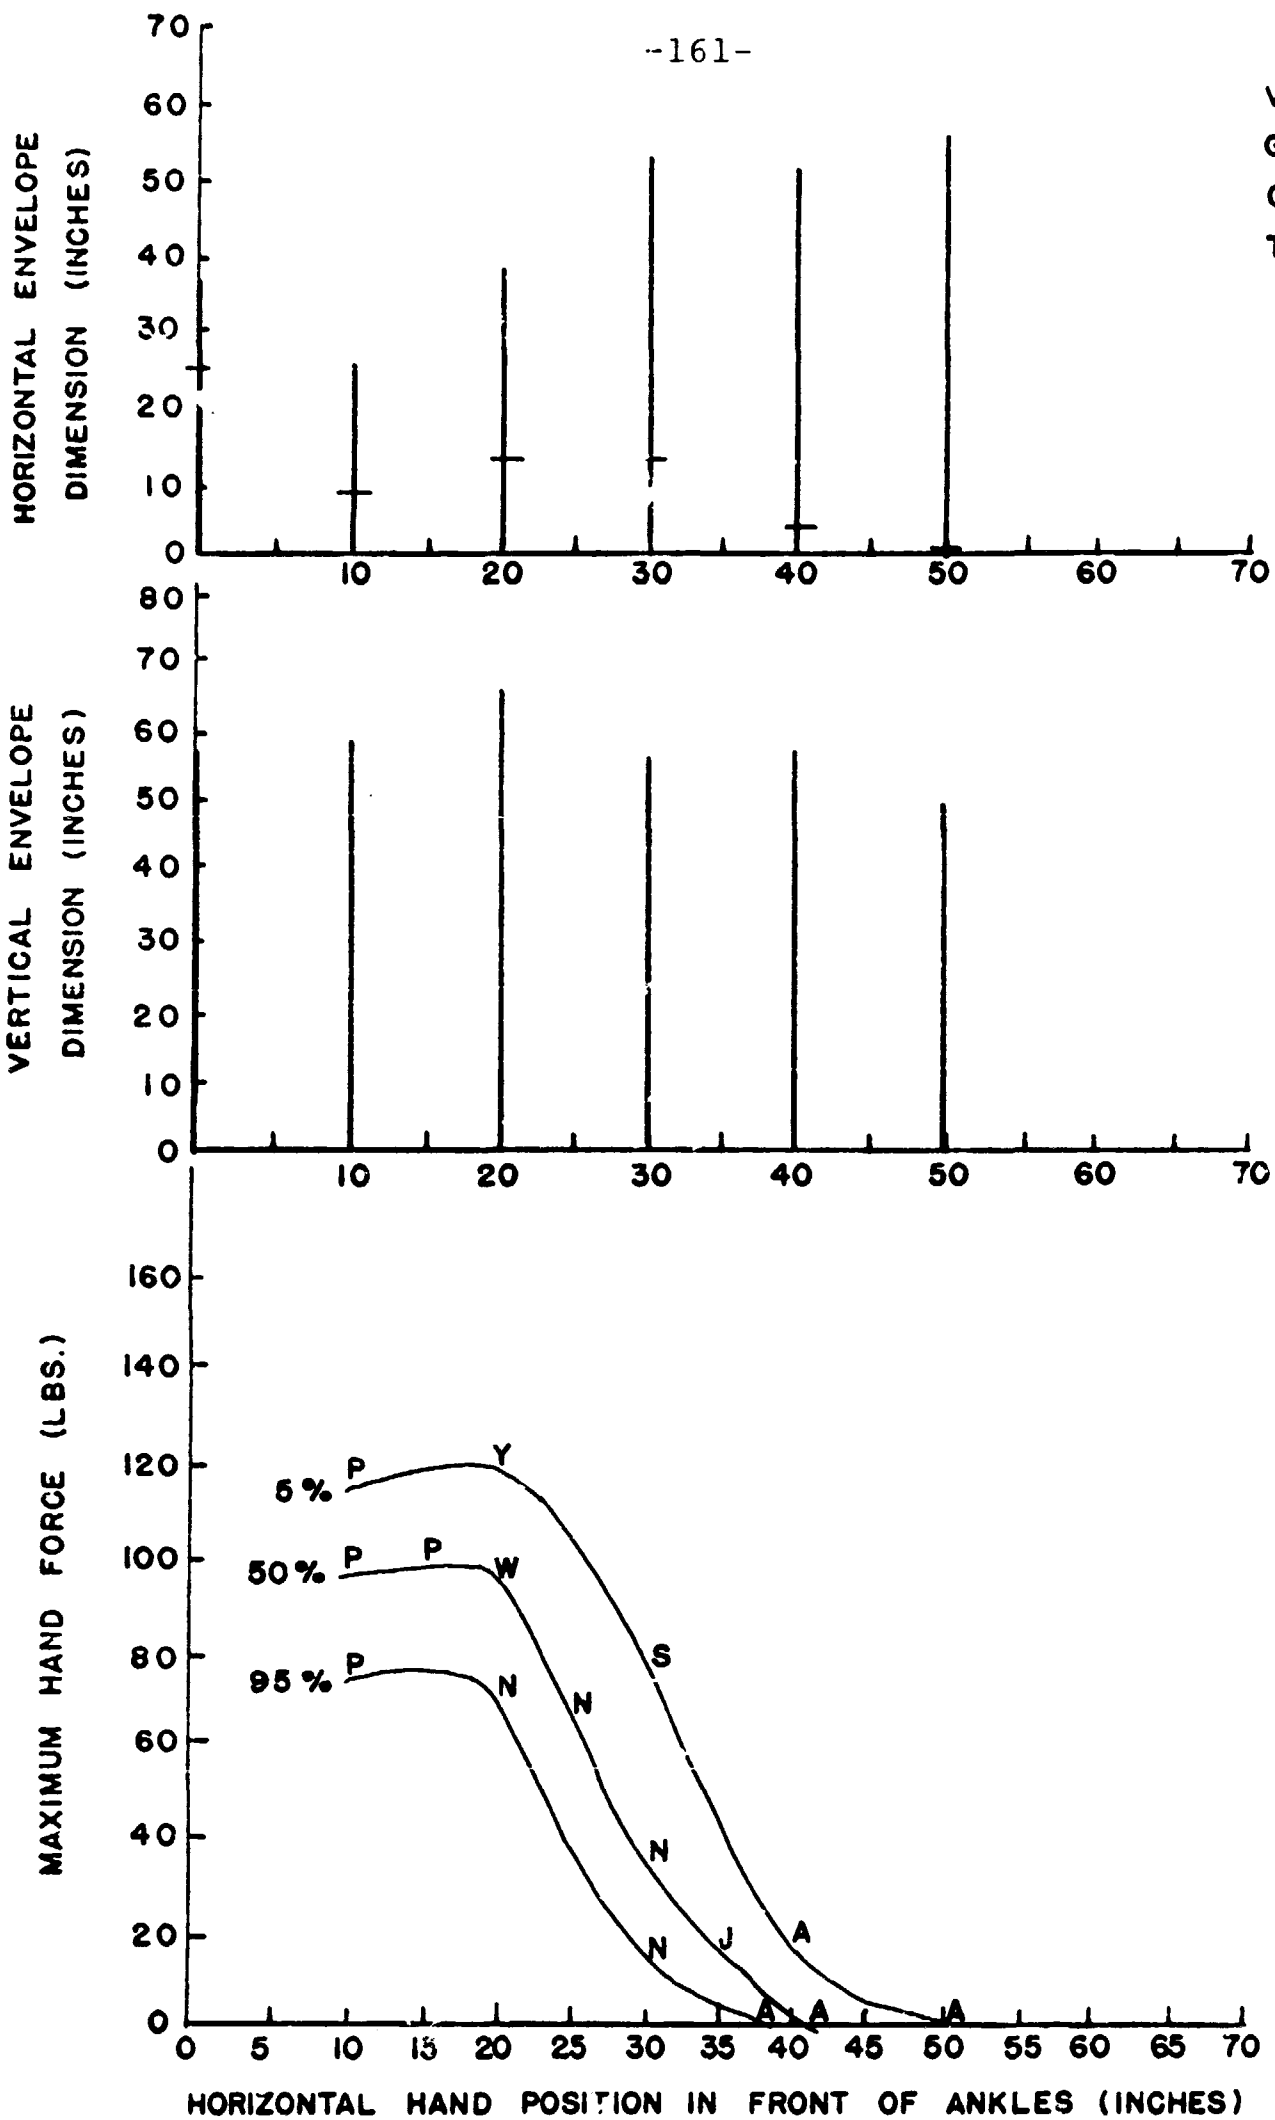 -161-
70
60
50
40
30
20
10
0
HORIZONTAL ENVELOPE
DIMENSION (INCHES)
10 20 30 40 50 60 70
80
70
60
50
40
30
20
10
0
VERTICAL ENVELOPE
DIMENSION (INCHES)
10 20 30 40 50 60 70
160
140
120
100
80
60
40
20
0
MAXIMUM HAND FORCE (LBS.)
5% P Y
50% P P W
S
95% P N N
N
A
N J
A A A
0 5 10 15 20 25 30 35 40 45 50 55 60 65 70
HORIZONTAL HAND POSITION IN FRONT OF ANKLES (INCHES)